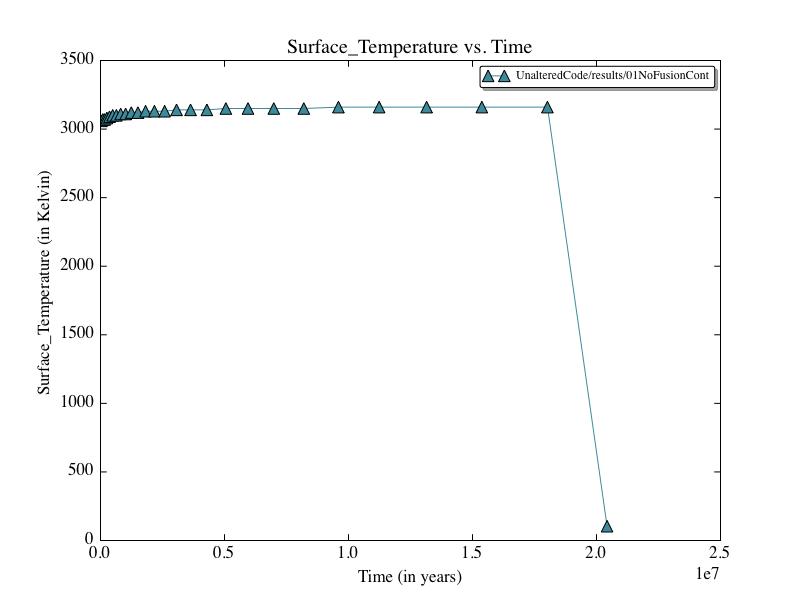 Surface_Temperature vs. Time
UnalteredCode/results/01NoFusionCont
3500
3000
2500
2000
1500
1000
500
0
Surface_Temperature (in Kelvin)
0.0 0.5 1.0 1.5 2.0 2.5
1e7
Time (in years)